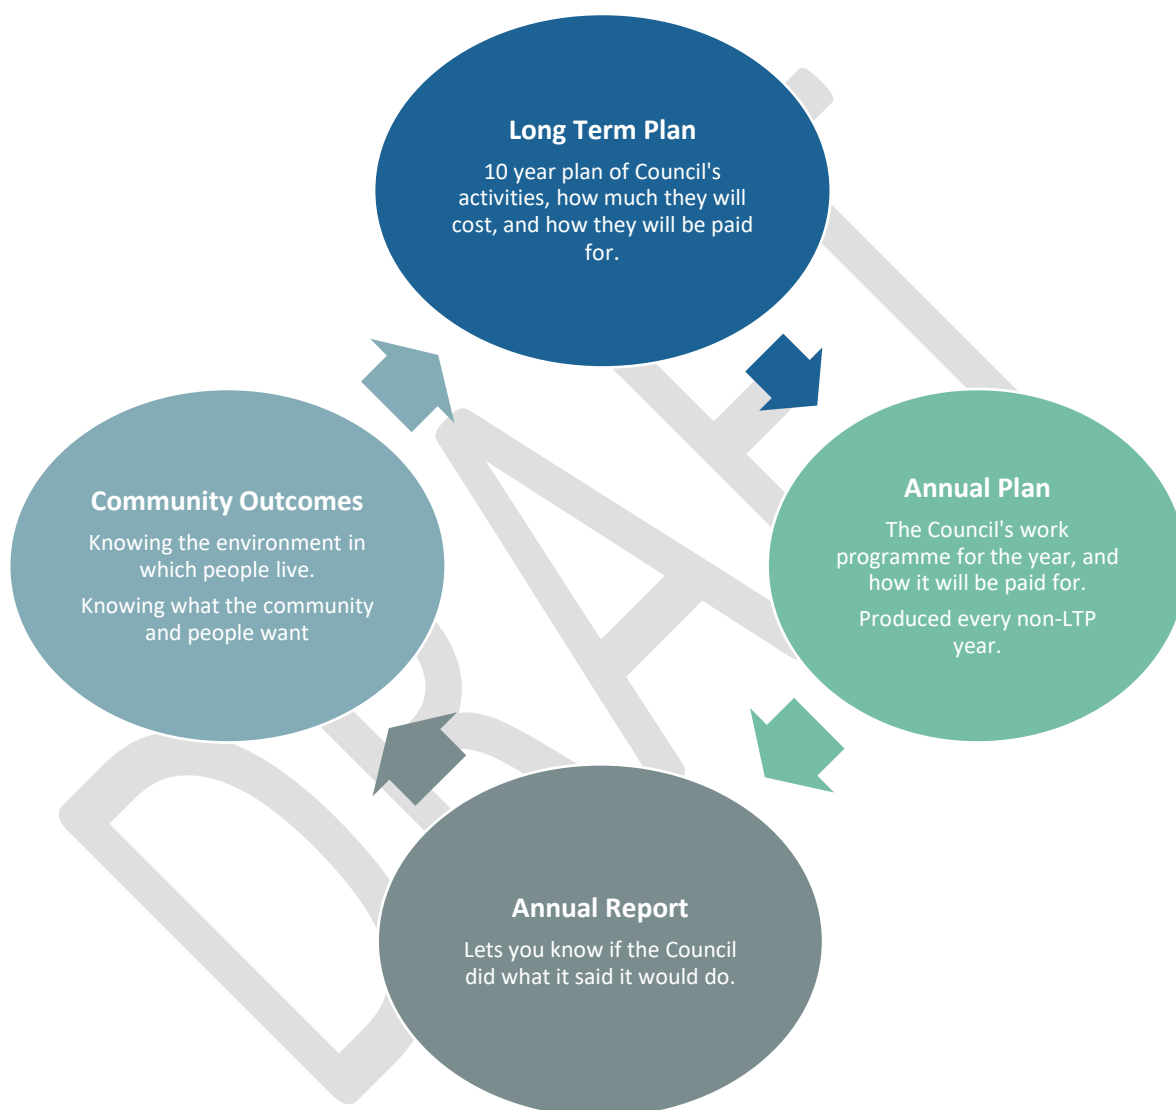 Long Term Plan
10 year plan of Council's
activities, how much they will
cost, and how they will be paid
for.
Community Outcomes
Knowing the environment in
which people live.
Knowing what the community
and people want
Annual Plan
The Council's work
programme for the year, and
how it will be paid for.
Produced every non-LTP
year.
Annual Report
Lets you know if the Council
did what it said it would do.
DRAFT